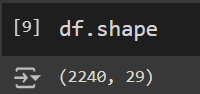 [9] df.shape
(2240, 29)